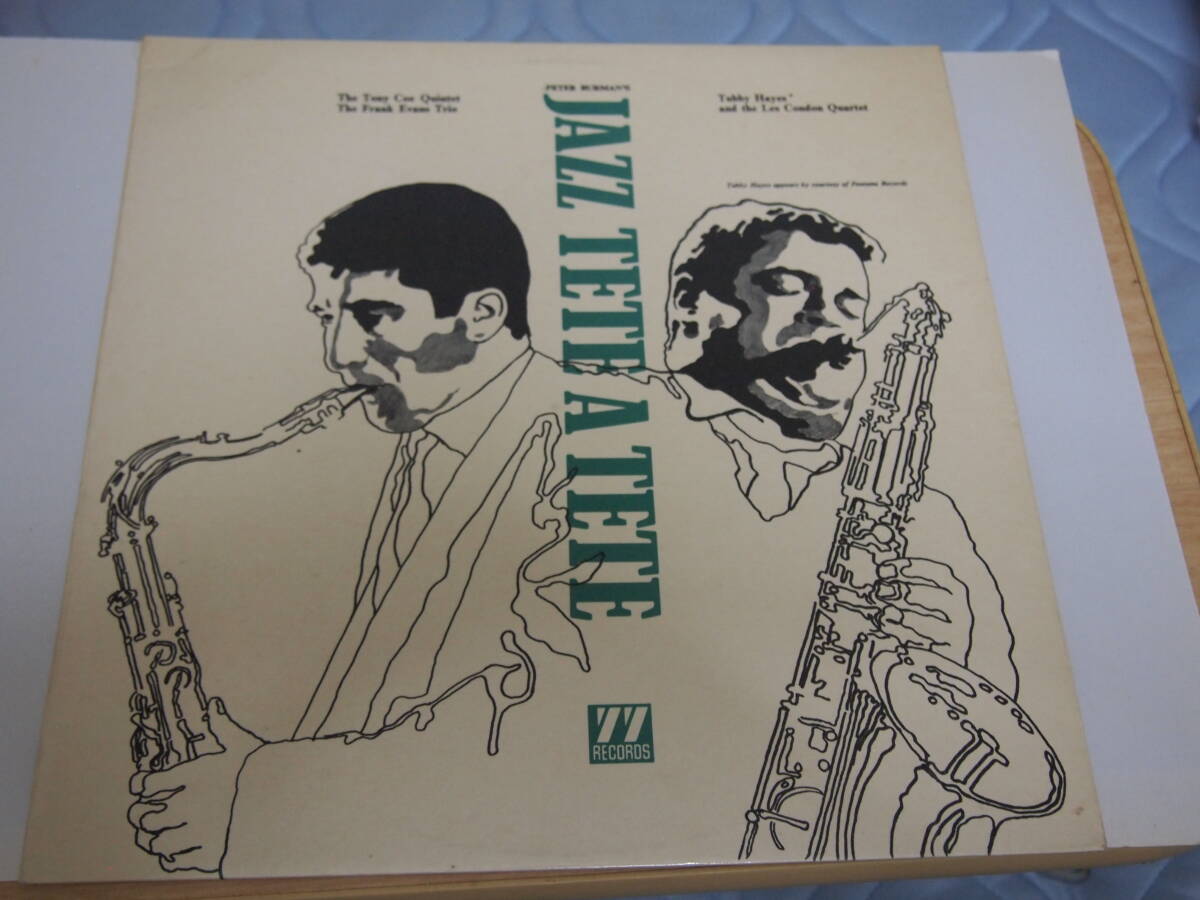 The Tony Coe Quintet
The Frank Evans Trio
PETER BURMAN'S
JAZZ TETE A TETE
Tubby Hayes'
and the Les Condon Quartet
Tubby Hayes appears by courtesy of Fontana Records
'77
RECORDS